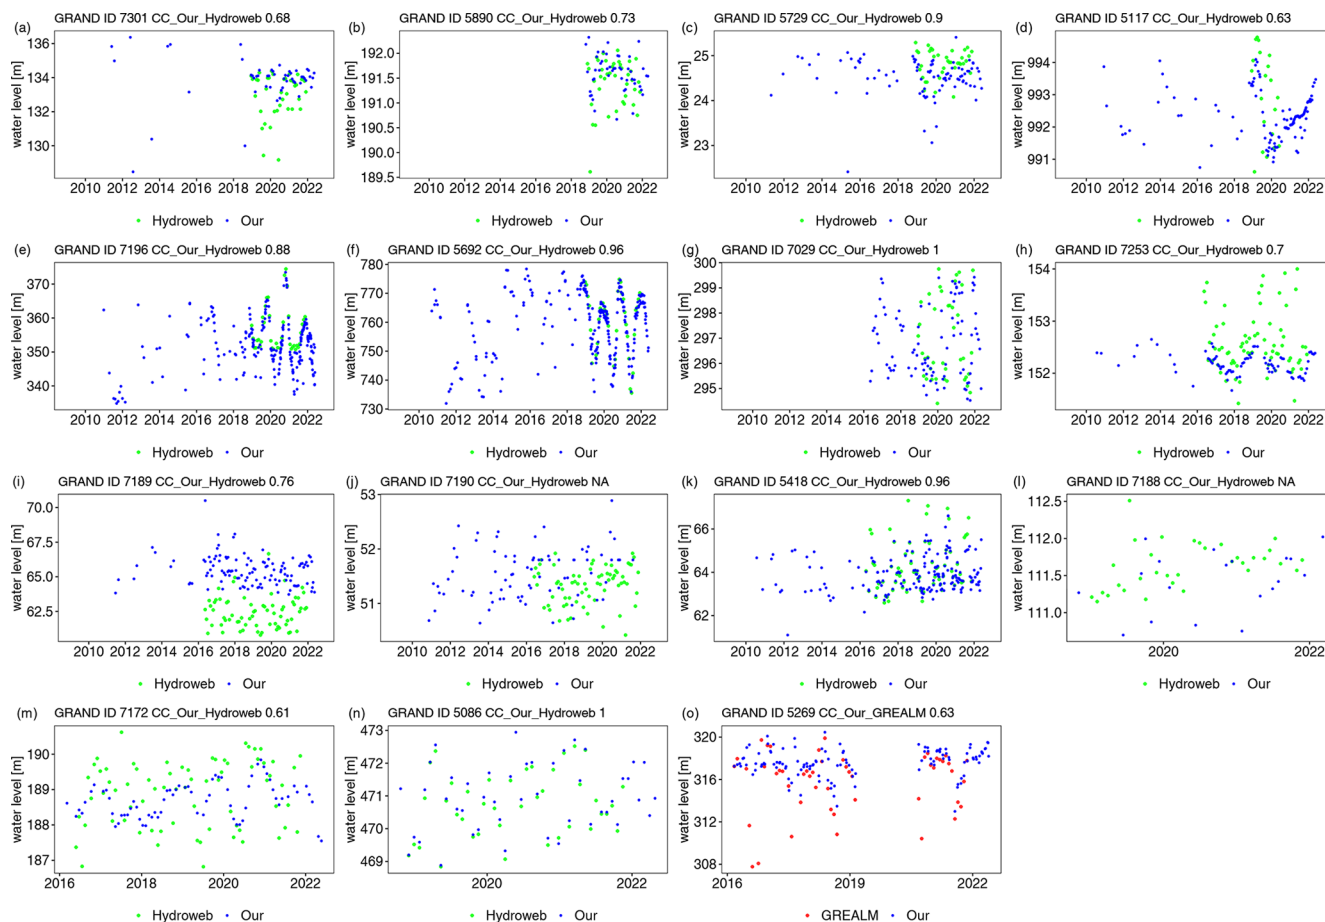 (a) GRAND ID 7301 CC_Our_Hydroweb 0.68
water level [m]
136
134
132
130
2010 2012 2014 2016 2018 2020 2022
Hydroweb Our
(b) GRAND ID 5890 CC_Our_Hydroweb 0.73
water level [m]
192.0
191.5
191.0
190.5
190.0
189.5
2010 2012 2014 2016 2018 2020 2022
Hydroweb Our
(c) GRAND ID 5729 CC_Our_Hydroweb 0.9
water level [m]
25
24
23
2010 2012 2014 2016 2018 2020 2022
Hydroweb Our
(d) GRAND ID 5117 CC_Our_Hydroweb 0.63
water level [m]
994
993
992
991
2010 2012 2014 2016 2018 2020 2022
Hydroweb Our
(e) GRAND ID 7196 CC_Our_Hydroweb 0.88
water level [m]
370
360
350
340
2010 2012 2014 2016 2018 2020 2022
Hydroweb Our
(f) GRAND ID 5692 CC_Our_Hydroweb 0.96
water level [m]
780
770
760
750
740
730
2010 2012 2014 2016 2018 2020 2022
Hydroweb Our
(g) GRAND ID 7029 CC_Our_Hydroweb 1
water level [m]
300
299
298
297
296
295
2010 2012 2014 2016 2018 2020 2022
Hydroweb Our
(h) GRAND ID 7253 CC_Our_Hydroweb 0.7
water level [m]
154
153
152
2010 2012 2014 2016 2018 2020 2022
Hydroweb Our
(i) GRAND ID 7189 CC_Our_Hydroweb 0.76
water level [m]
70.0
67.5
65.0
62.5
2010 2012 2014 2016 2018 2020 2022
Hydroweb Our
(j) GRAND ID 7190 CC_Our_Hydroweb NA
water level [m]
53
52
51
2010 2012 2014 2016 2018 2020 2022
Hydroweb Our
(k) GRAND ID 5418 CC_Our_Hydroweb 0.96
water level [m]
66
64
62
2010 2012 2014 2016 2018 2020 2022
Hydroweb Our
(l) GRAND ID 7188 CC_Our_Hydroweb NA
water level [m]
112.5
112.0
111.5
111.0
2020 2022
Hydroweb Our
(m) GRAND ID 7172 CC_Our_Hydroweb 0.61
water level [m]
190
189
188
187
2016 2018 2020 2022
Hydroweb Our
(n) GRAND ID 5086 CC_Our_Hydroweb 1
water level [m]
473
472
471
470
469
2020 2022
Hydroweb Our
(o) GRAND ID 5269 CC_Our_GREALM 0.63
water level [m]
320
316
312
308
2016 2019 2022
GREALM Our